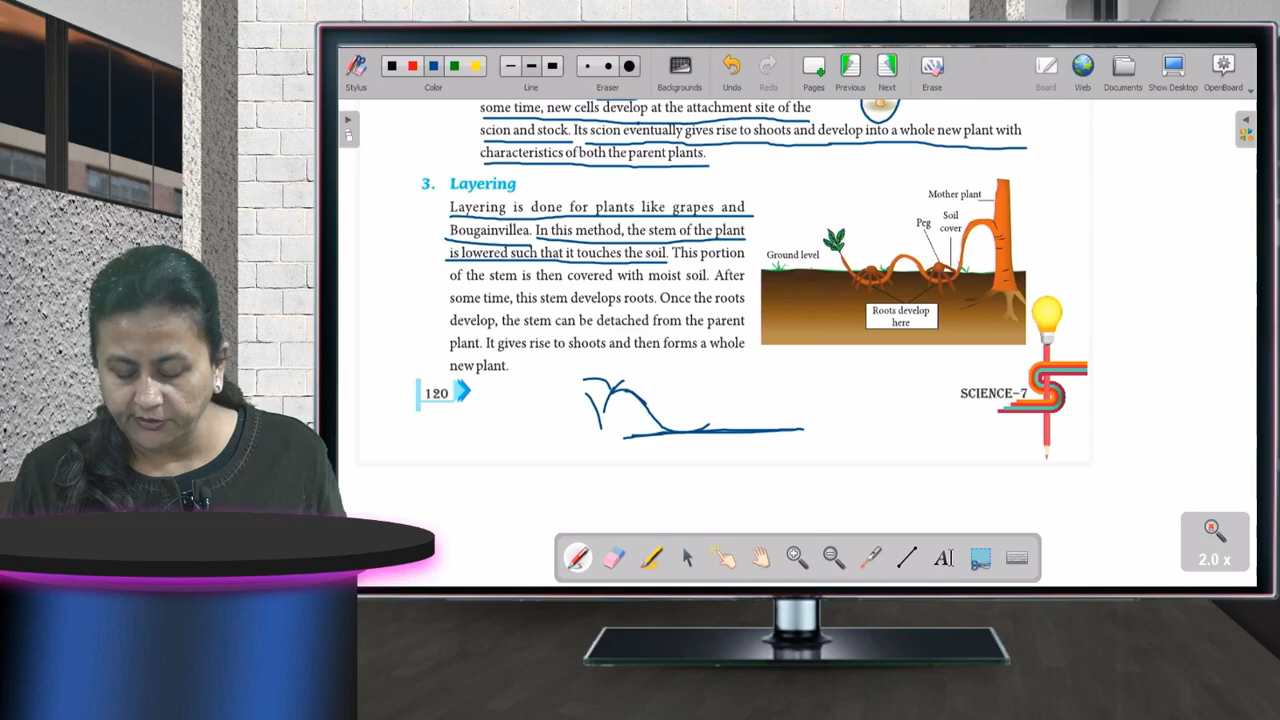 Stylus
Color
Line
Eraser
Backgrounds
Undo
Redo
Pages
Previous
Next
Erase
Board
Web
Documents
Show Desktop
OpenBoard
some time, new cells develop at the attachment site of the
scion and stock. Its scion eventually gives rise to shoots and develop into a whole new plant with
characteristics of both the parent plants.
3. Layering
Layering is done for plants like grapes and
Bougainvillea. In this method, the stem of the plant
is lowered such that it touches the soil. This portion
of the stem is then covered with moist soil. After
some time, this stem develops roots. Once the roots
develop, the stem can be detached from the parent
plant. It gives rise to shoots and then forms a whole
new plant.
Mother plant
Peg
Soil
cover
Ground level
Roots develop
here
120
SCIENCE–7
2.0 x